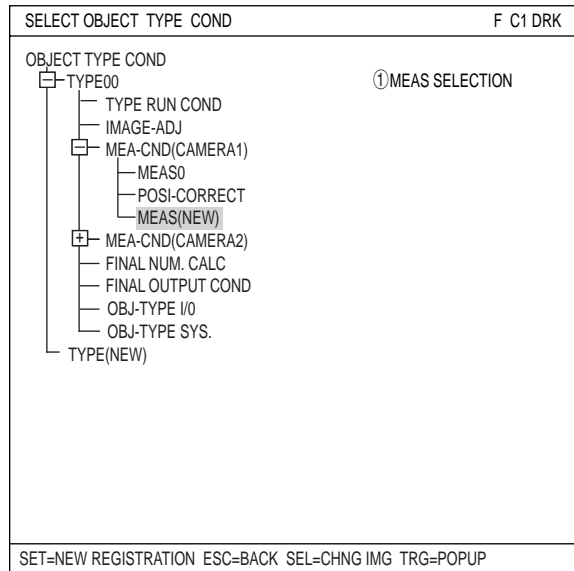 SELECT OBJECT TYPE COND F C1 DRK
OBJECT TYPE COND
TYPE00 ①MEAS SELECTION
TYPE RUN COND
IMAGE-ADJ
MEA-CND(CAMERA1)
MEAS0
POSI-CORRECT
MEAS(NEW)
MEA-CND(CAMERA2)
FINAL NUM. CALC
FINAL OUTPUT COND
OBJ-TYPE I/0
OBJ-TYPE SYS.
TYPE(NEW)
SET=NEW REGISTRATION ESC=BACK SEL=CHNG IMG TRG=POPUP